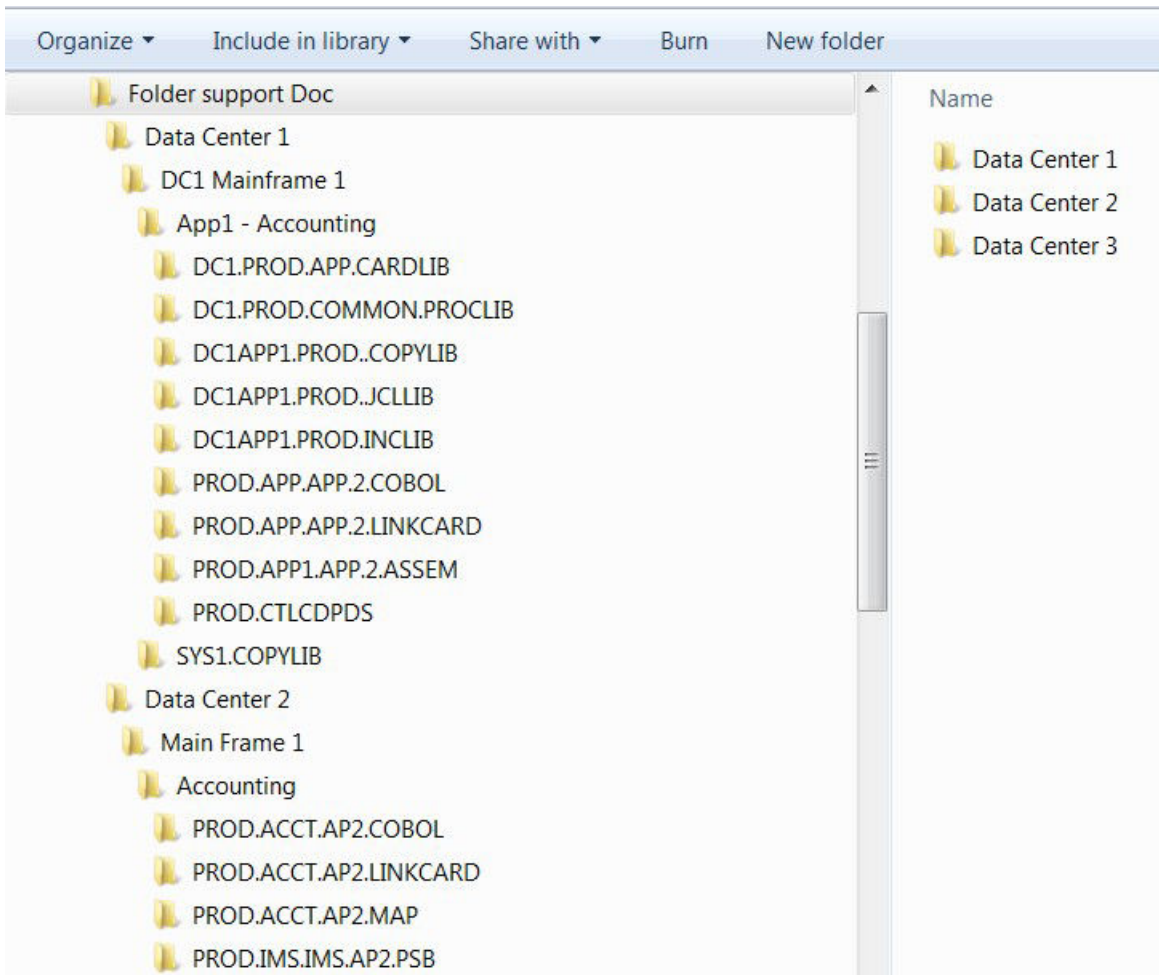 Organize Include in library Share with Burn New folder
Folder support Doc
Data Center 1
DC1 Mainframe 1
App1 - Accounting
DC1.PROD.APP.CARDLIB
DC1.PROD.COMMON.PROCLIB
DC1APP1.PROD..COPYLIB
DC1APP1.PROD..JCLLIB
DC1APP1.PROD.INCLIB
PROD.APP.APP.2.COBOL
PROD.APP.APP.2.LINKCARD
PROD.APP1.APP.2.ASSEM
PROD.CTLCDPDS
SYS1.COPYLIB
Data Center 2
Main Frame 1
Accounting
PROD.ACCT.AP2.COBOL
PROD.ACCT.AP2.LINKCARD
PROD.ACCT.AP2.MAP
PROD.IMS.IMS.AP2.PSB
Name
Data Center 1
Data Center 2
Data Center 3